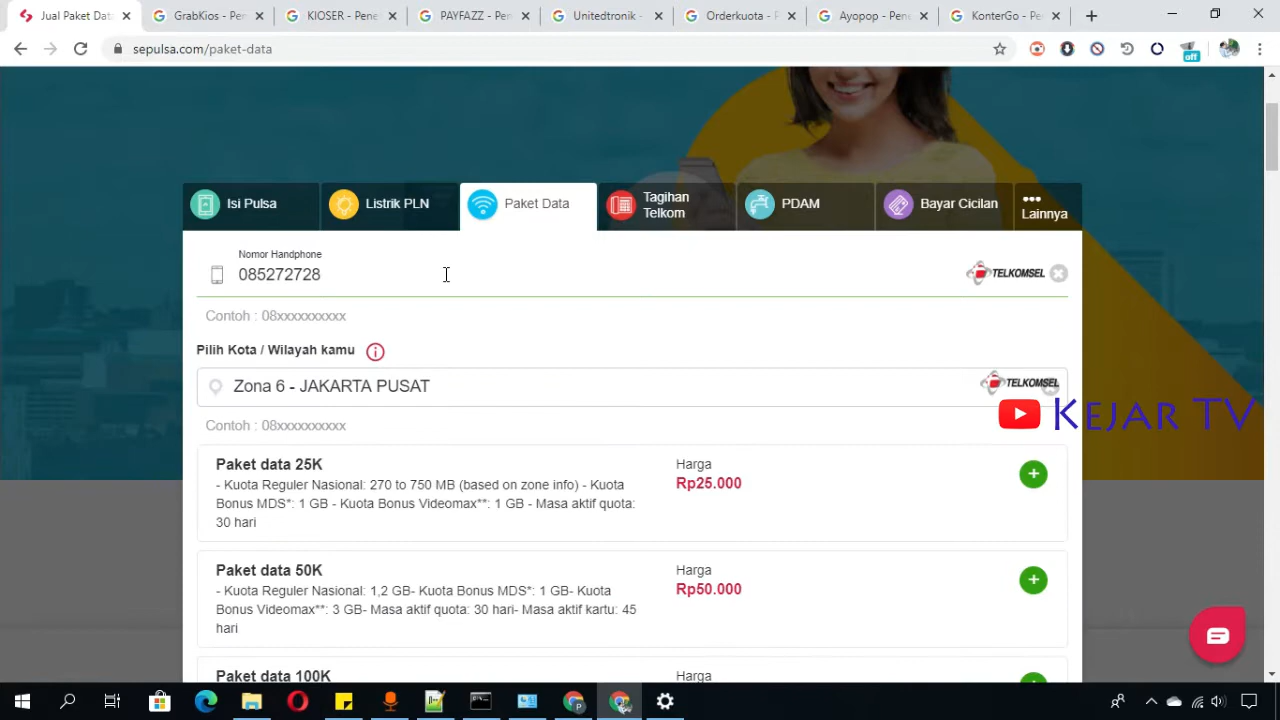 Jual Paket Data
GrabKios - Pene
KIOSER - Pene
PAYFAZZ - Pen
Unitedtronik -
Orderkuota - P
Ayopop - Pene
KonterGo - Pe
sepulsa.com/paket-data
off
Isi Pulsa
Listrik PLN
Paket Data
Tagihan
Telkom
PDAM
Bayar Cicilan
Lainnya
Nomor Handphone
085272728
TELKOMSEL
Contoh : 08xxxxxxxxxx
Pilih Kota / Wilayah kamu
Zona 6 - JAKARTA PUSAT
TELKOMSEL
KEJAR TV
Contoh : 08xxxxxxxxxx
Paket data 25K
Harga
- Kuota Reguler Nasional: 270 to 750 MB (based on zone info) - Kuota
Rp25.000
Bonus MDS*: 1 GB - Kuota Bonus Videomax**: 1 GB - Masa aktif quota:
30 hari
Paket data 50K
Harga
- Kuota Reguler Nasional: 1,2 GB- Kuota Bonus MDS*: 1 GB- Kuota
Rp50.000
Bonus Videomax**: 3 GB- Masa aktif quota: 30 hari- Masa aktif kartu: 45
hari
Paket data 100K
Harga